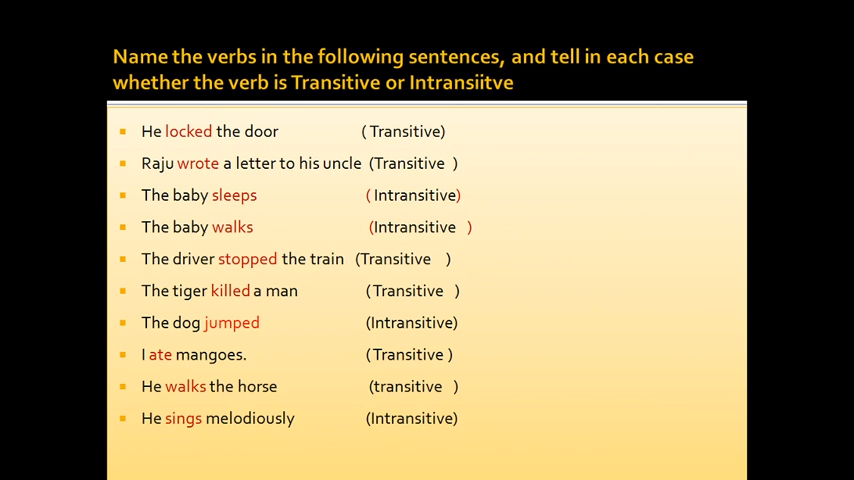 Name the verbs in the following sentences, and tell in each case
whether the verb is Transitive or Intransiitve
He locked the door ( Transitive)
Raju wrote a letter to his uncle (Transitive )
The baby sleeps ( Intransitive)
The baby walks (Intransitive )
The driver stopped the train (Transitive )
The tiger killed a man ( Transitive )
The dog jumped (Intransitive)
I ate mangoes. ( Transitive )
He walks the horse (transitive )
He sings melodiously (Intransitive)